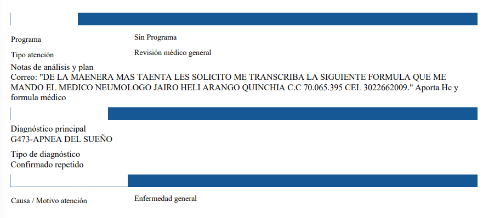 Programa Sin Programa
Tipo atención Revisión médico general
Notas de análisis y plan
Correo: "DE LA MAENERA MAS TAENTA LES SOLICITO ME TRANSCRIBA LA SIGUIENTE FORMULA QUE ME
MANDO EL MEDICO NEUMOLOGO JAIRO HELI ARANGO QUINCHIA C.C 70.065.395 CEL 3022662009." Aporta Hc y
formula médico
Diagnóstico principal
G473-APNEA DEL SUEÑO
Tipo de diagnóstico
Confirmado repetido
Causa / Motivo atención Enfermedad general